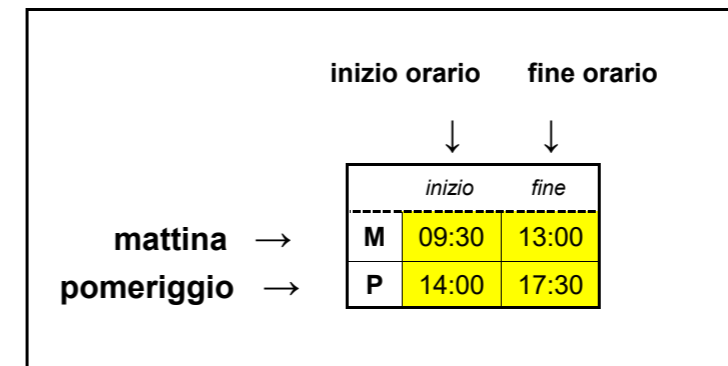 inizio orario fine orario
↓ ↓
inizio fine
mattina → M 09:30 13:00
pomeriggio → P 14:00 17:30